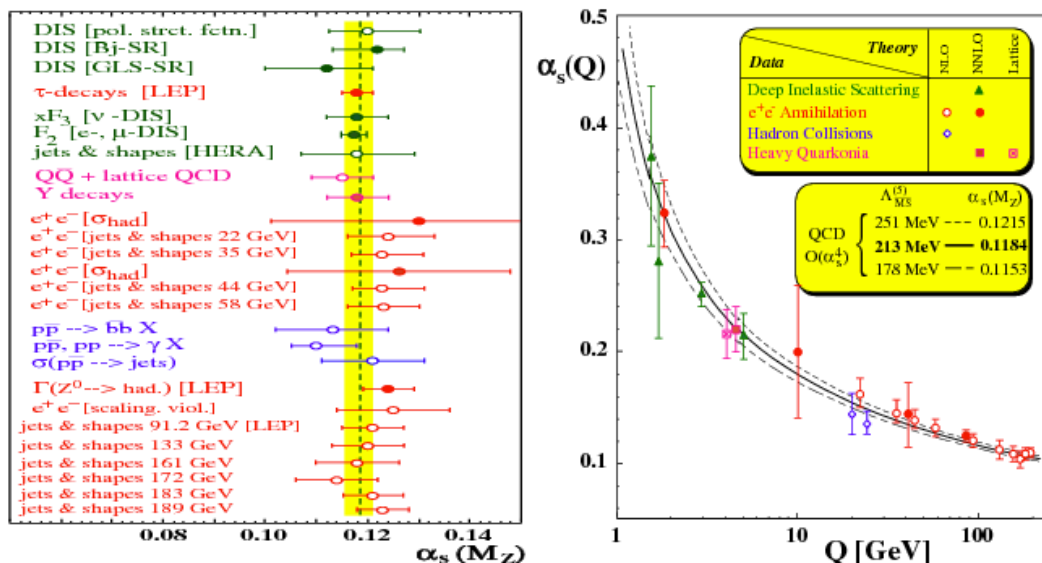 DIS [pol. strct. fctn.]
DIS [Bj-SR]
DIS [GLS-SR]
τ-decays [LEP]
xF₃ [ν -DIS]
F₂ [e-, μ-DIS]
jets & shapes [HERA]
QQ + lattice QCD
Υ decays
e⁺e⁻[σhad]
e⁺e⁻[jets & shapes 22 GeV]
e⁺e⁻[jets & shapes 35 GeV]
e⁺e⁻[σhad]
e⁺e⁻[jets & shapes 44 GeV]
e⁺e⁻[jets & shapes 58 GeV]
pp̄ --> bb̄ X
pp̄, pp --> γ X
σ(pp̄ --> jets)
Γ(Z⁰--> had.) [LEP]
e⁺e⁻[scaling. viol.]
jets & shapes 91.2 GeV [LEP]
jets & shapes 133 GeV
jets & shapes 161 GeV
jets & shapes 172 GeV
jets & shapes 183 GeV
jets & shapes 189 GeV
0.08 0.10 0.12 0.14
αs (MZ)
αs(Q)
0.5
0.4
0.3
0.2
0.1
1 10 100
Q [GeV]
Theory
Data
NLO
NNLO
Lattice
Deep Inelastic Scattering
e⁺e⁻ Annihilation
Hadron Collisions
Heavy Quarkonia
Λ(5)MS αs(MZ)
QCD
O(αs⁴)
251 MeV 0.1215
213 MeV 0.1184
178 MeV 0.1153